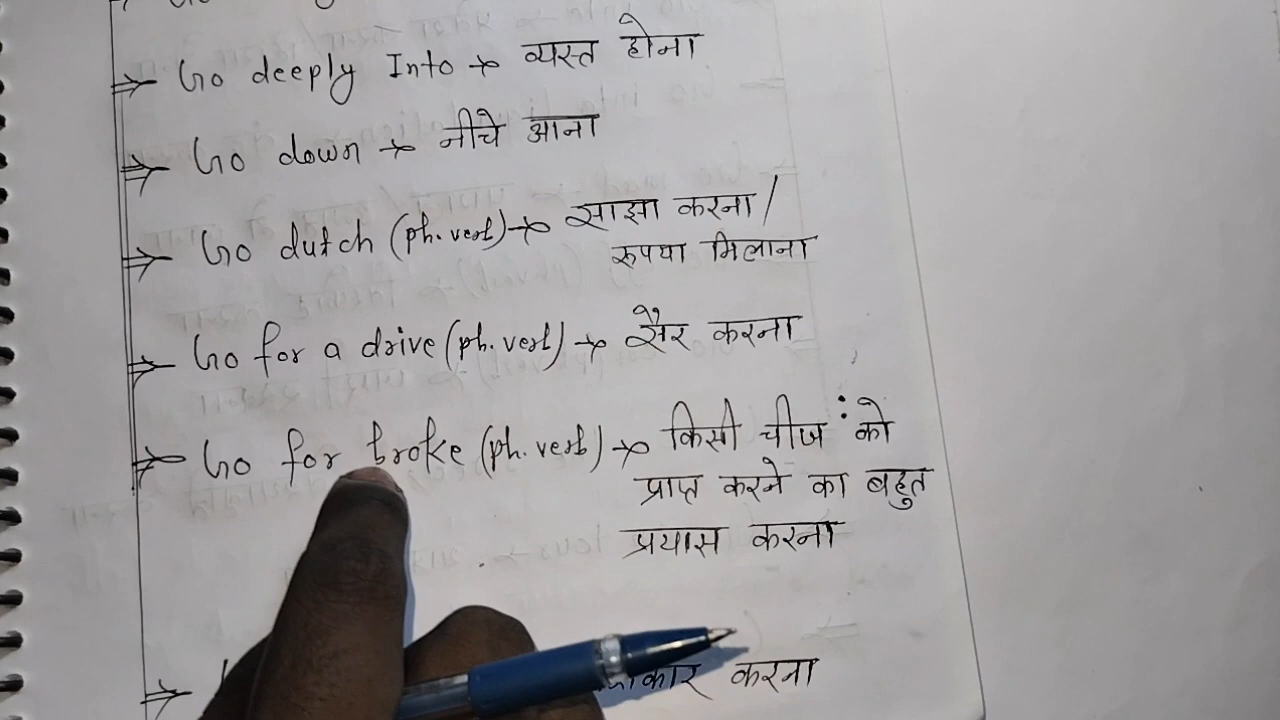 Go deeply Into → व्यस्त होना
Go down → नीचे आना
Go dutch (ph. verb) → साझा करना /
रूपया मिलाना
Go for a drive (ph. verb) → सैर करना
Go for broke (ph. verb) → किसी चीज को
प्राप्त करने का बहुत
प्रयास करना
करना